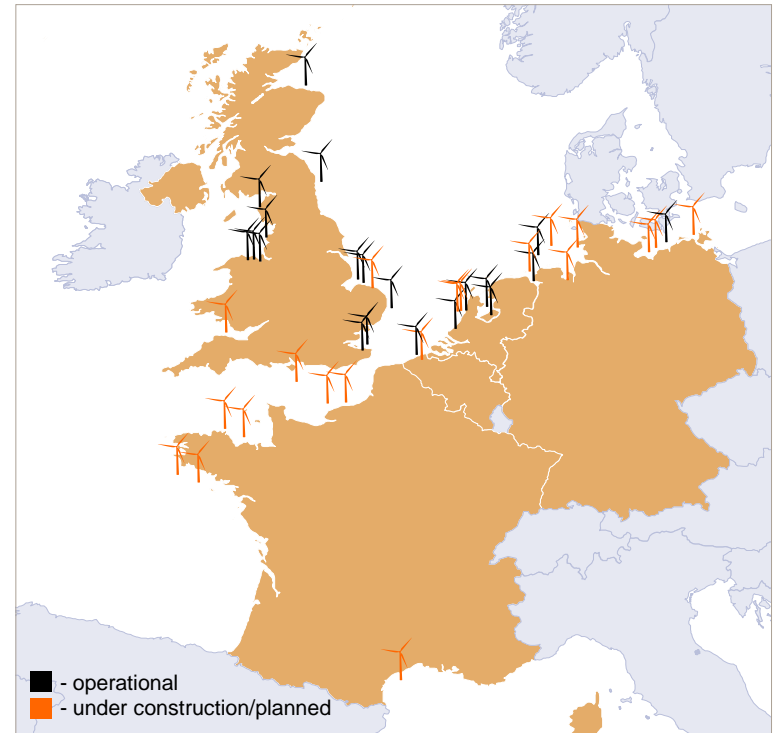 - operational
- under construction/planned